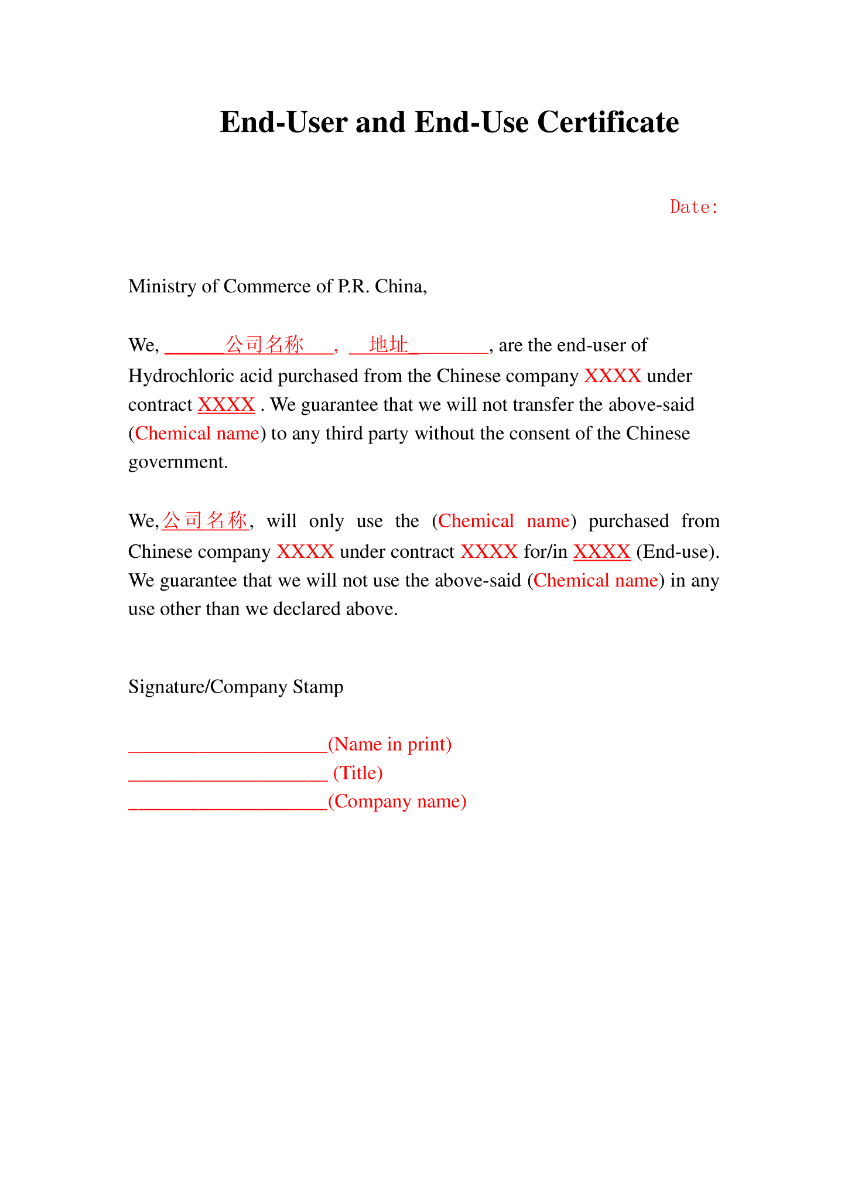 End-User and End-Use Certificate
Date:
Ministry of Commerce of P.R. China,
We, ______公司名称___, __地址________, are the end-user of
Hydrochloric acid purchased from the Chinese company XXXX under
contract XXXX . We guarantee that we will not transfer the above-said
(Chemical name) to any third party without the consent of the Chinese
government.
We,公司名称, will only use the (Chemical name) purchased from
Chinese company XXXX under contract XXXX for/in XXXX (End-use).
We guarantee that we will not use the above-said (Chemical name) in any
use other than we declared above.
Signature/Company Stamp
____________________(Name in print)
____________________ (Title)
____________________(Company name)